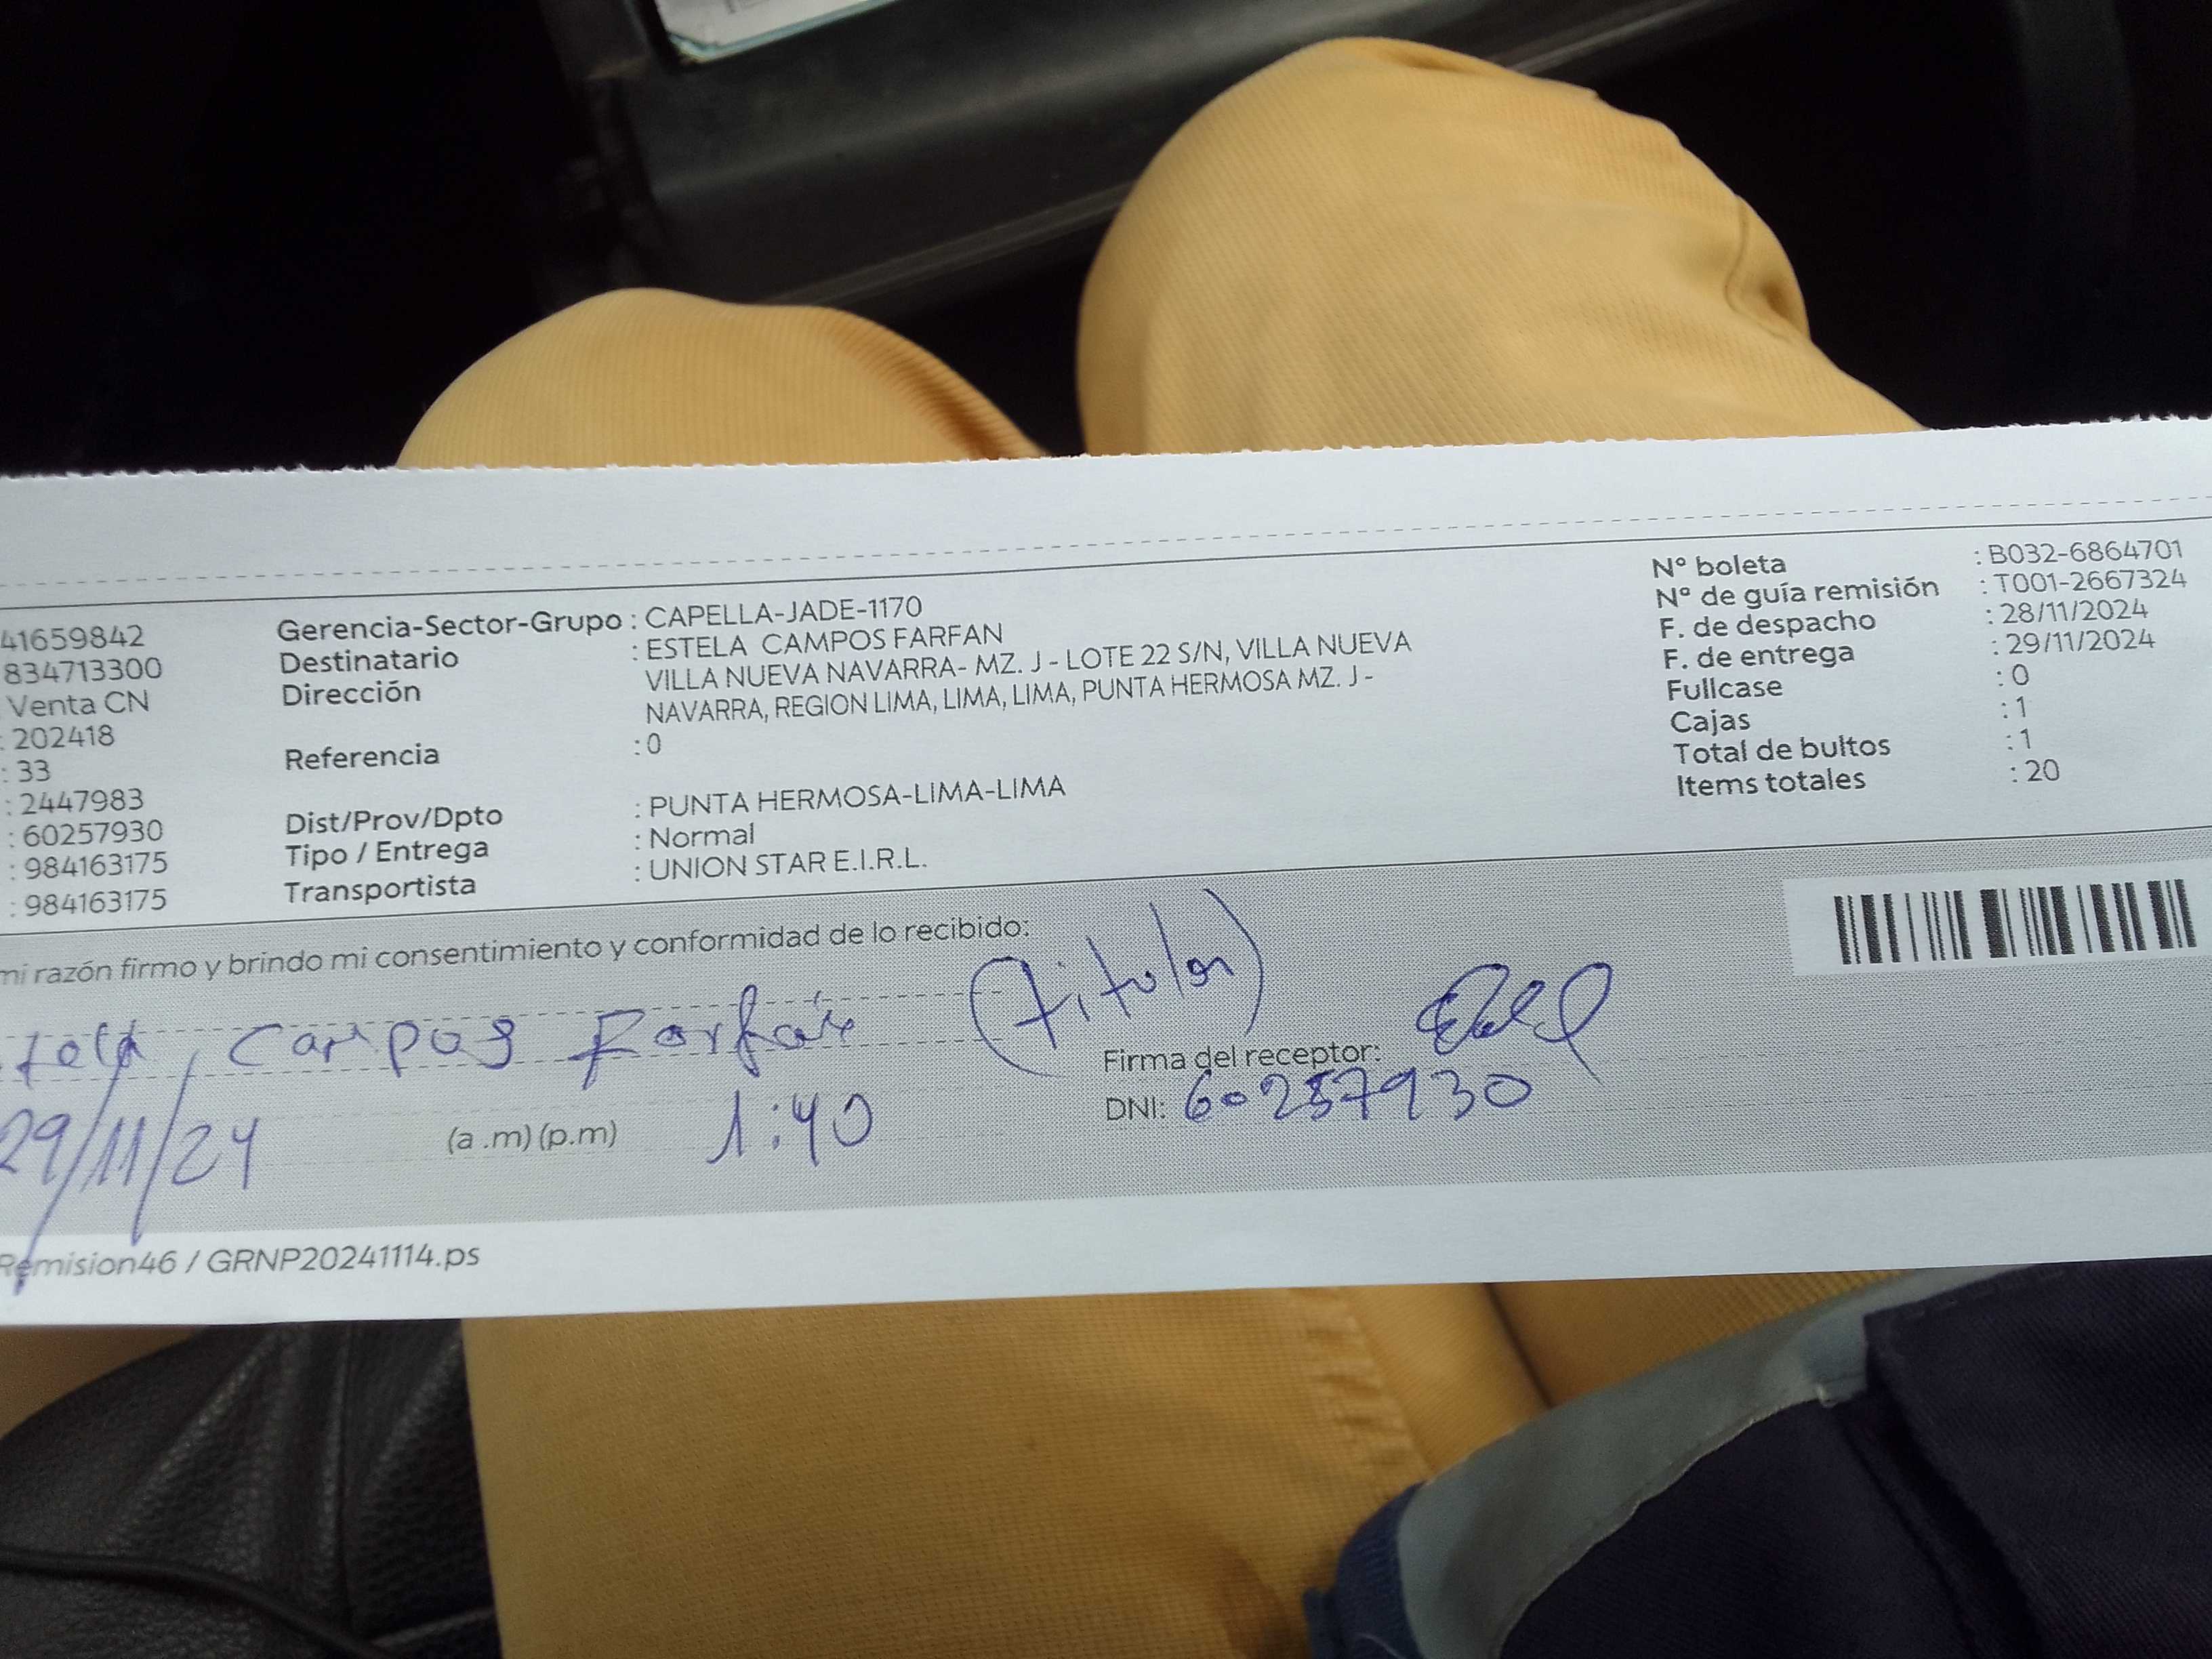 41659842
834713300
Venta CN
: 202418
: 33
: 2447983
: 60257930
: 984163175
: 984163175
Gerencia-Sector-Grupo : CAPELLA-JADE-1170
Destinatario : ESTELA CAMPOS FARFAN
Dirección VILLA NUEVA NAVARRA- MZ. J - LOTE 22 S/N, VILLA NUEVA
NAVARRA, REGION LIMA, LIMA, LIMA, PUNTA HERMOSA MZ. J -
Referencia : 0
Dist/Prov/Dpto : PUNTA HERMOSA-LIMA-LIMA
Tipo / Entrega : Normal
Transportista : UNION STAR E.I.R.L.
N° boleta : B032-6864701
N° de guía remisión : T001-2667324
F. de despacho : 28/11/2024
F. de entrega : 29/11/2024
Fullcase : 0
Cajas : 1
Total de bultos : 1
Items totales : 20
mi razón firmo y brindo mi consentimiento y conformidad de lo recibido:
Campos Farfán (titular)
Firma del receptor:
29/11/24 (a .m) (p.m) 1:40 DNI: 60257930
Remision46 / GRNP20241114.ps